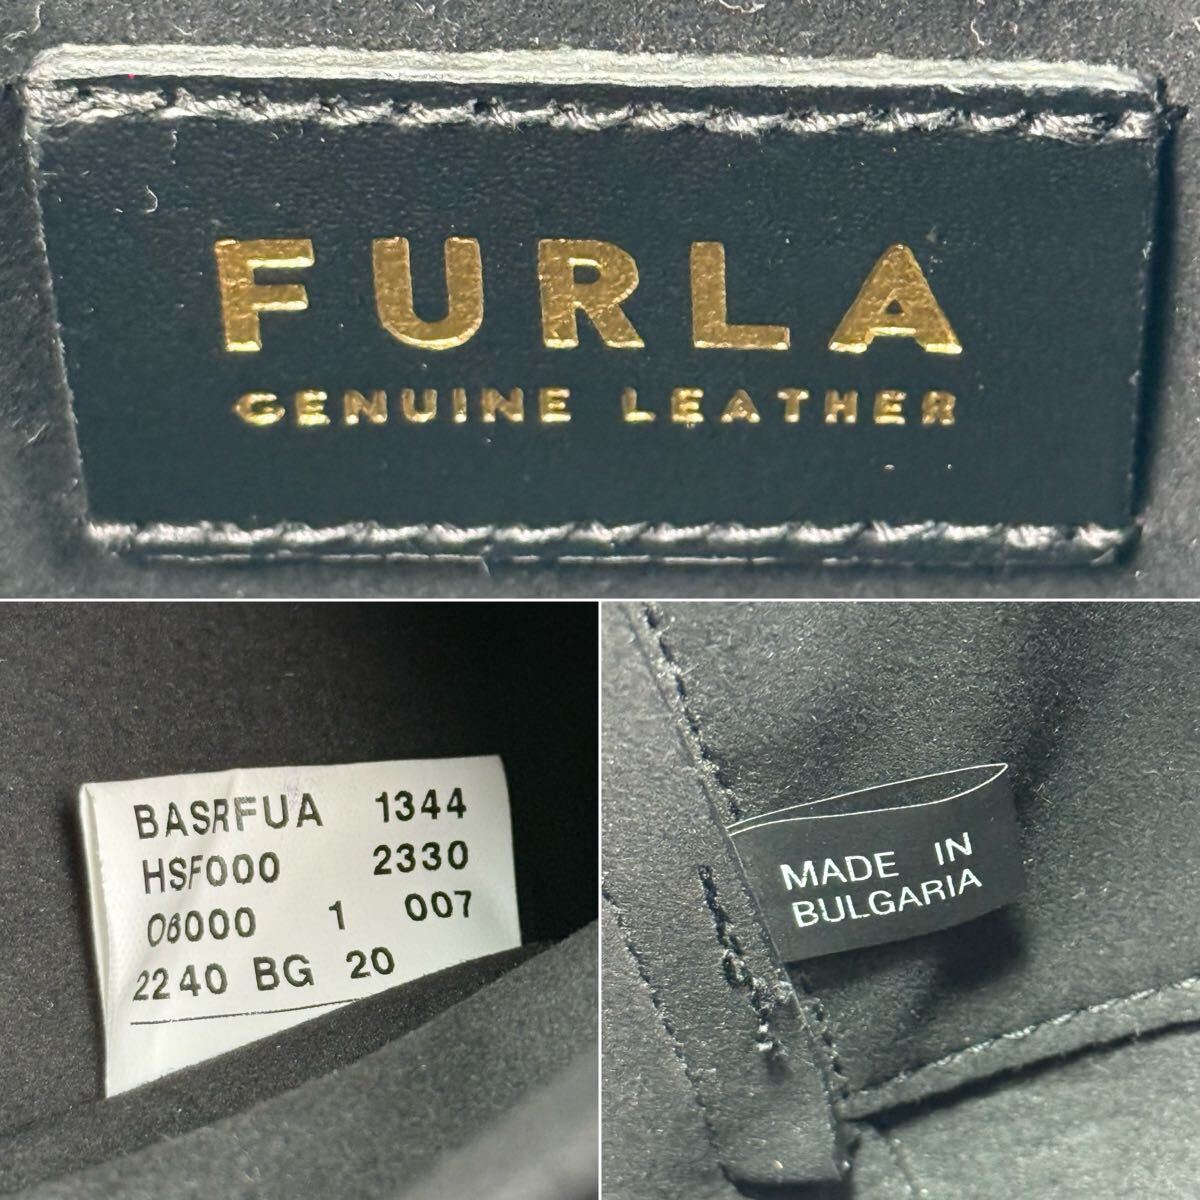 FURLA
GENUINE LEATHER
BASRFUA 1344
HSF000 2330
06000 1 007
2240 BG 20
MADE IN
BULGARIA